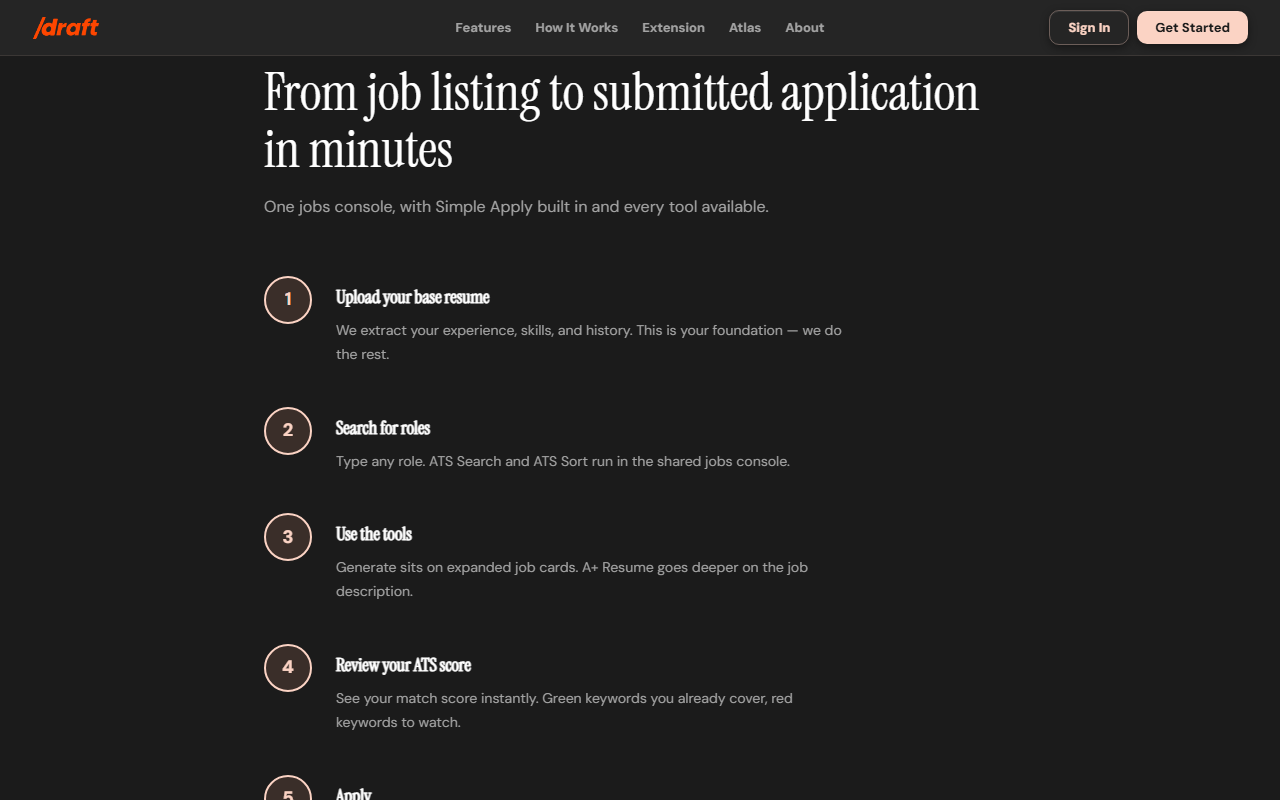 /draft
Features
How It Works
Extension
Atlas
About
Sign In
Get Started
From job listing to submitted application
in minutes
One jobs console, with Simple Apply built in and every tool available.
1
Upload your base resume
We extract your experience, skills, and history. This is your foundation — we do
the rest.
2
Search for roles
Type any role. ATS Search and ATS Sort run in the shared jobs console.
3
Use the tools
Generate sits on expanded job cards. A+ Resume goes deeper on the job
description.
4
Review your ATS score
See your match score instantly. Green keywords you already cover, red
keywords to watch.
5
Apply